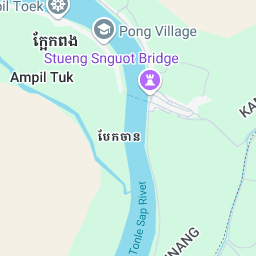 pil Toek
Pong Village
ក្អែកពង
Stueng Snguot Bridge
Ampil Tuk
KAN
បែកចាន
Tonle Sap River
NANG